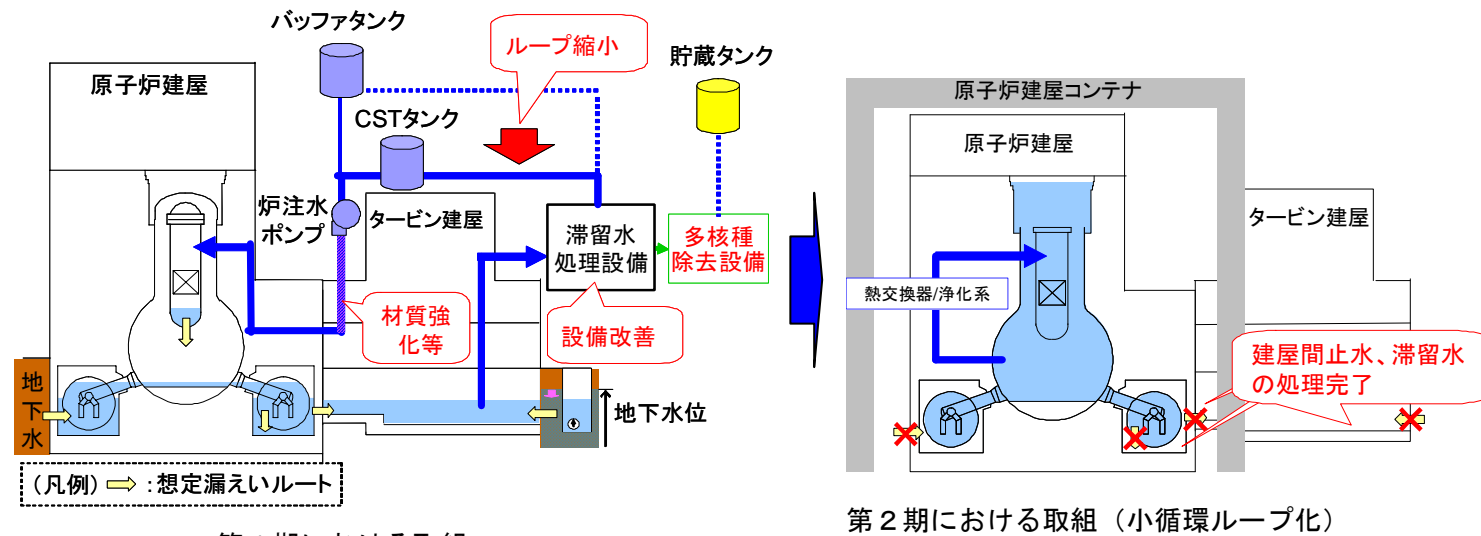 バッファタンク
ループ縮小
貯蔵タンク
原子炉建屋
CSTタンク
炉注水
ポンプ
タービン建屋
滞留水
処理設備
多核種
除去設備
材質強
化等
設備改善
地
下
水
地下水位
(凡例) :想定漏えいルート
原子炉建屋コンテナ
原子炉建屋
タービン建屋
熱交換器/浄化系
建屋間止水、滞留水
の処理完了
第2期における取組(小循環ループ化)